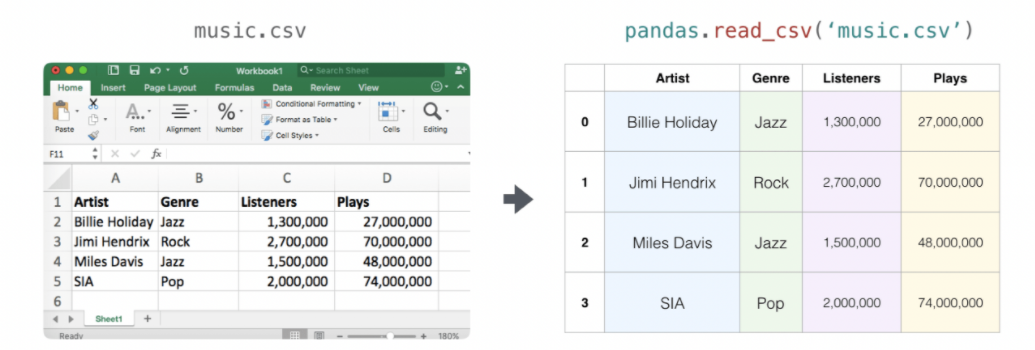 music.csv
pandas.read_csv(‘music.csv’)
Workbook1
Search Sheet
Home Insert Page Layout Formulas Data Review View
Paste
Font
Alignment
%
Number
Conditional Formatting
Format as Table
Cell Styles
Cells
Editing
F11 fx
A B C D
1 Artist Genre Listeners Plays
2 Billie Holiday Jazz 1,300,000 27,000,000
3 Jimi Hendrix Rock 2,700,000 70,000,000
4 Miles Davis Jazz 1,500,000 48,000,000
5 SIA Pop 2,000,000 74,000,000
6
Sheet1 +
Ready
180%
Artist Genre Listeners Plays
0 Billie Holiday Jazz 1,300,000 27,000,000
1 Jimi Hendrix Rock 2,700,000 70,000,000
2 Miles Davis Jazz 1,500,000 48,000,000
3 SIA Pop 2,000,000 74,000,000